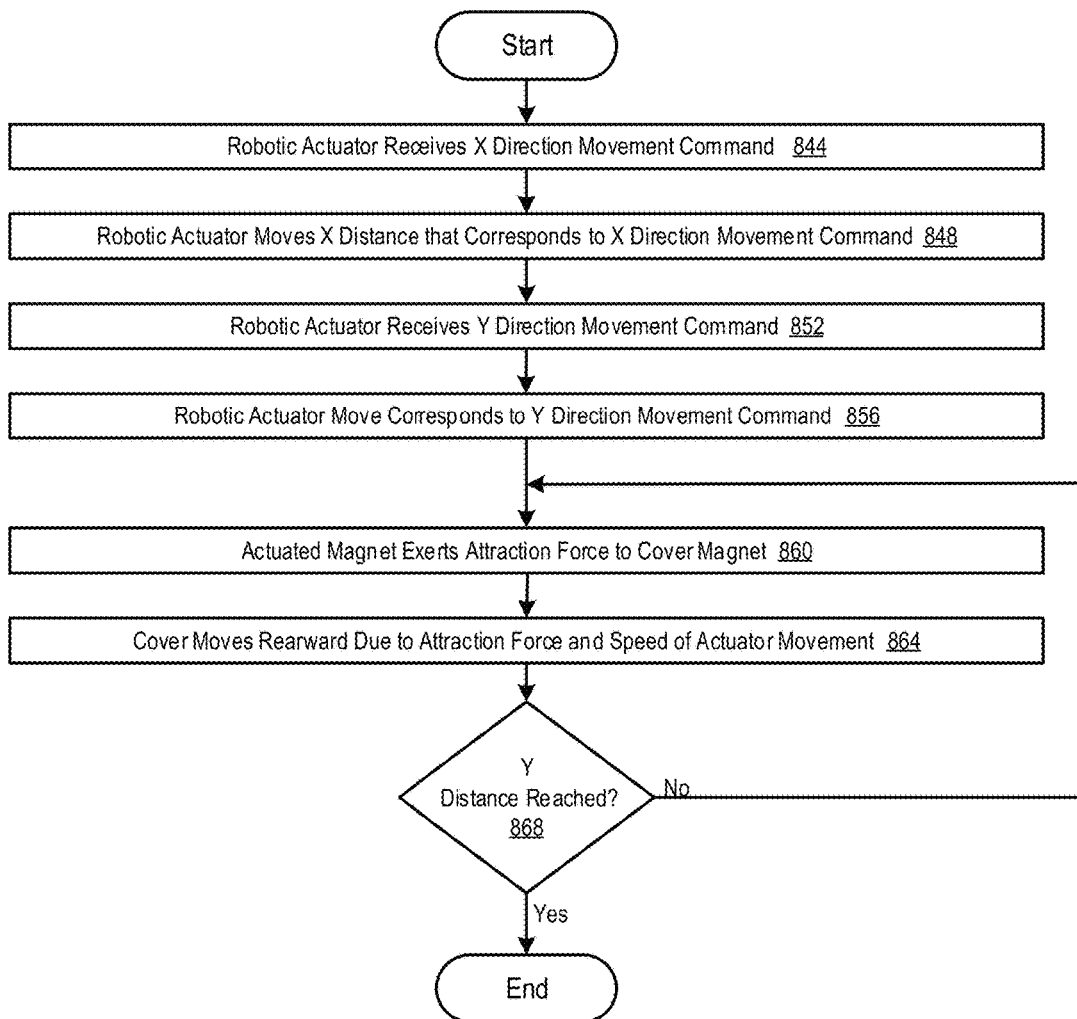 Start
Robotic Actuator Receives X Direction Movement Command 844
Robotic Actuator Moves X Distance that Corresponds to X Direction Movement Command 848
Robotic Actuator Receives Y Direction Movement Command 852
Robotic Actuator Move Corresponds to Y Direction Movement Command 856
Actuated Magnet Exerts Attraction Force to Cover Magnet 860
Cover Moves Rearward Due to Attraction Force and Speed of Actuator Movement 864
Y
Distance Reached?
868
No
Yes
End